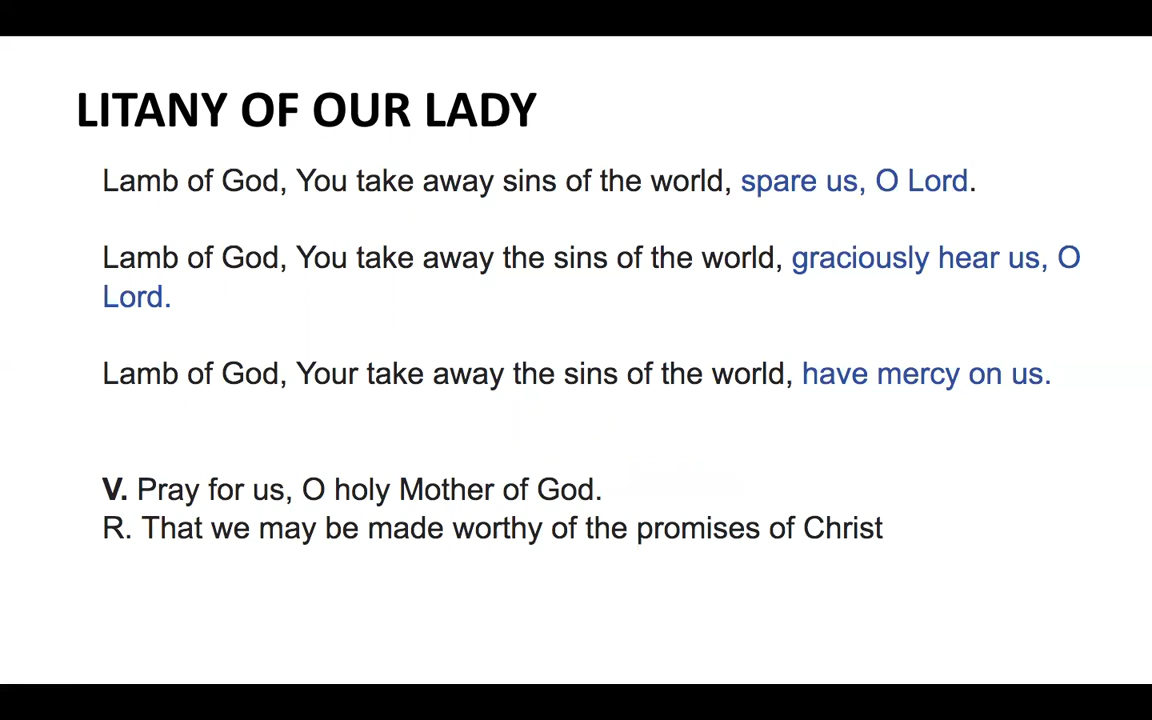 LITANY OF OUR LADY
Lamb of God, You take away sins of the world, spare us, O Lord.
Lamb of God, You take away the sins of the world, graciously hear us, O
Lord.
Lamb of God, Your take away the sins of the world, have mercy on us.
V. Pray for us, O holy Mother of God.
R. That we may be made worthy of the promises of Christ